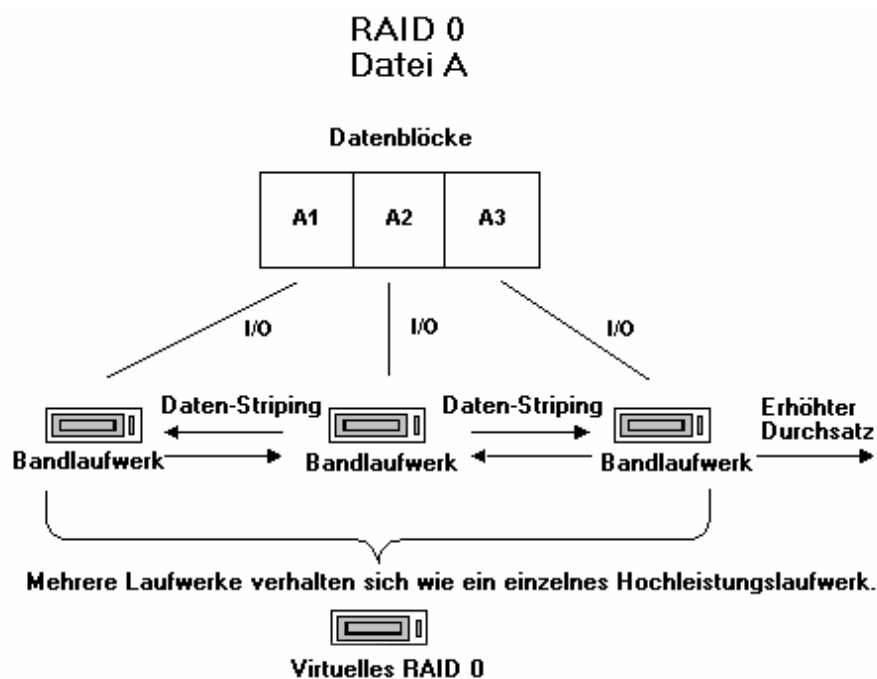 RAID 0
Datei A
Datenblöcke
A1 A2 A3
I/O I/O I/O
Daten-Striping Daten-Striping Erhöhter
Durchsatz
Bandlaufwerk Bandlaufwerk Bandlaufwerk
Mehrere Laufwerke verhalten sich wie ein einzelnes Hochleistungslaufwerk.
Virtuelles RAID 0